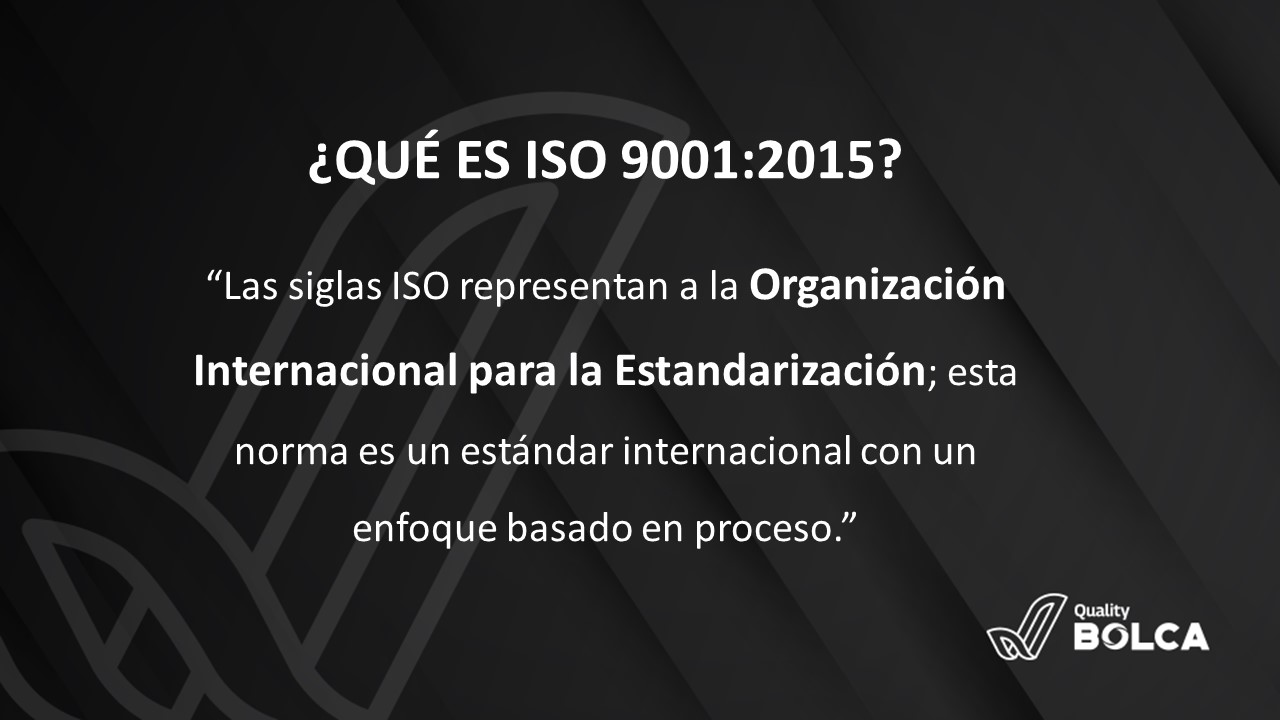 ¿QUÉ ES ISO 9001:2015?
“Las siglas ISO representan a la Organización
Internacional para la Estandarización; esta
norma es un estándar internacional con un
enfoque basado en proceso.”
Quality
BOLCA